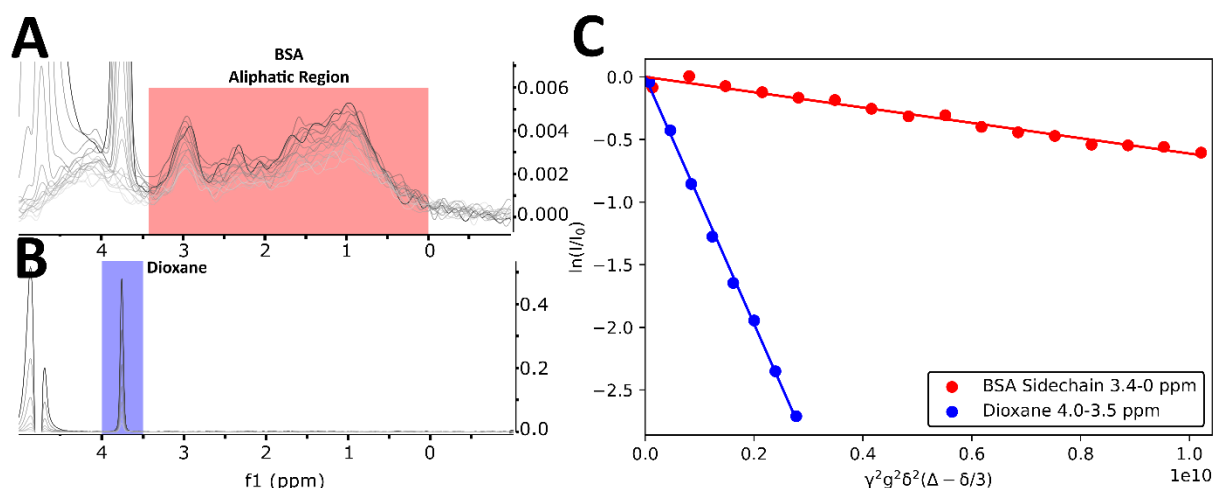 A
BSA
Aliphatic Region
0.006
0.004
0.002
0.000
4 3 2 1 0
B
Dioxane
0.4
0.2
0.0
4 3 2 1 0
f1 (ppm)
C
ln(I/I₀)
0.0
−0.5
−1.0
−1.5
−2.0
−2.5
BSA Sidechain 3.4-0 ppm
Dioxane 4.0-3.5 ppm
0.0 0.2 0.4 0.6 0.8 1.0
1e10
γ²g²δ²(Δ − δ/3)